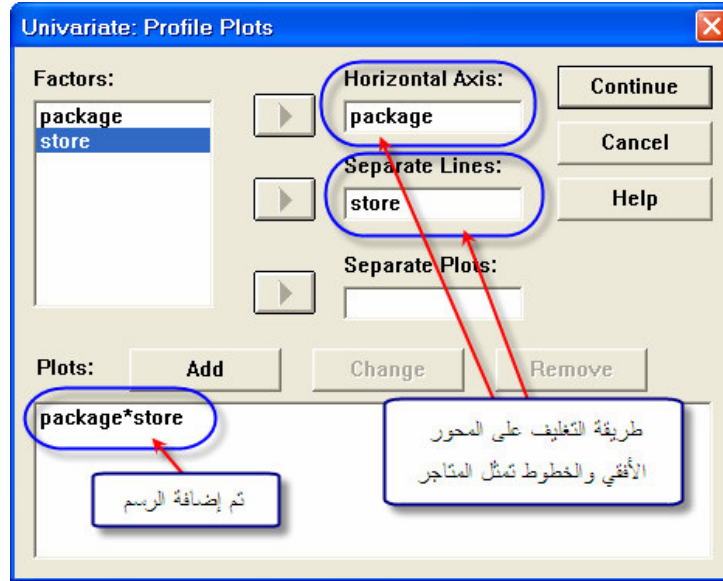 Univariate: Profile Plots
Factors:
package
store
Horizontal Axis:
package
Separate Lines:
store
Separate Plots:
Continue
Cancel
Help
Plots:
Add
Change
Remove
package*store
تم إضافة الرسم
طريقة التغليف على المحور
الأفقي والخطوط تمثل المتاجر